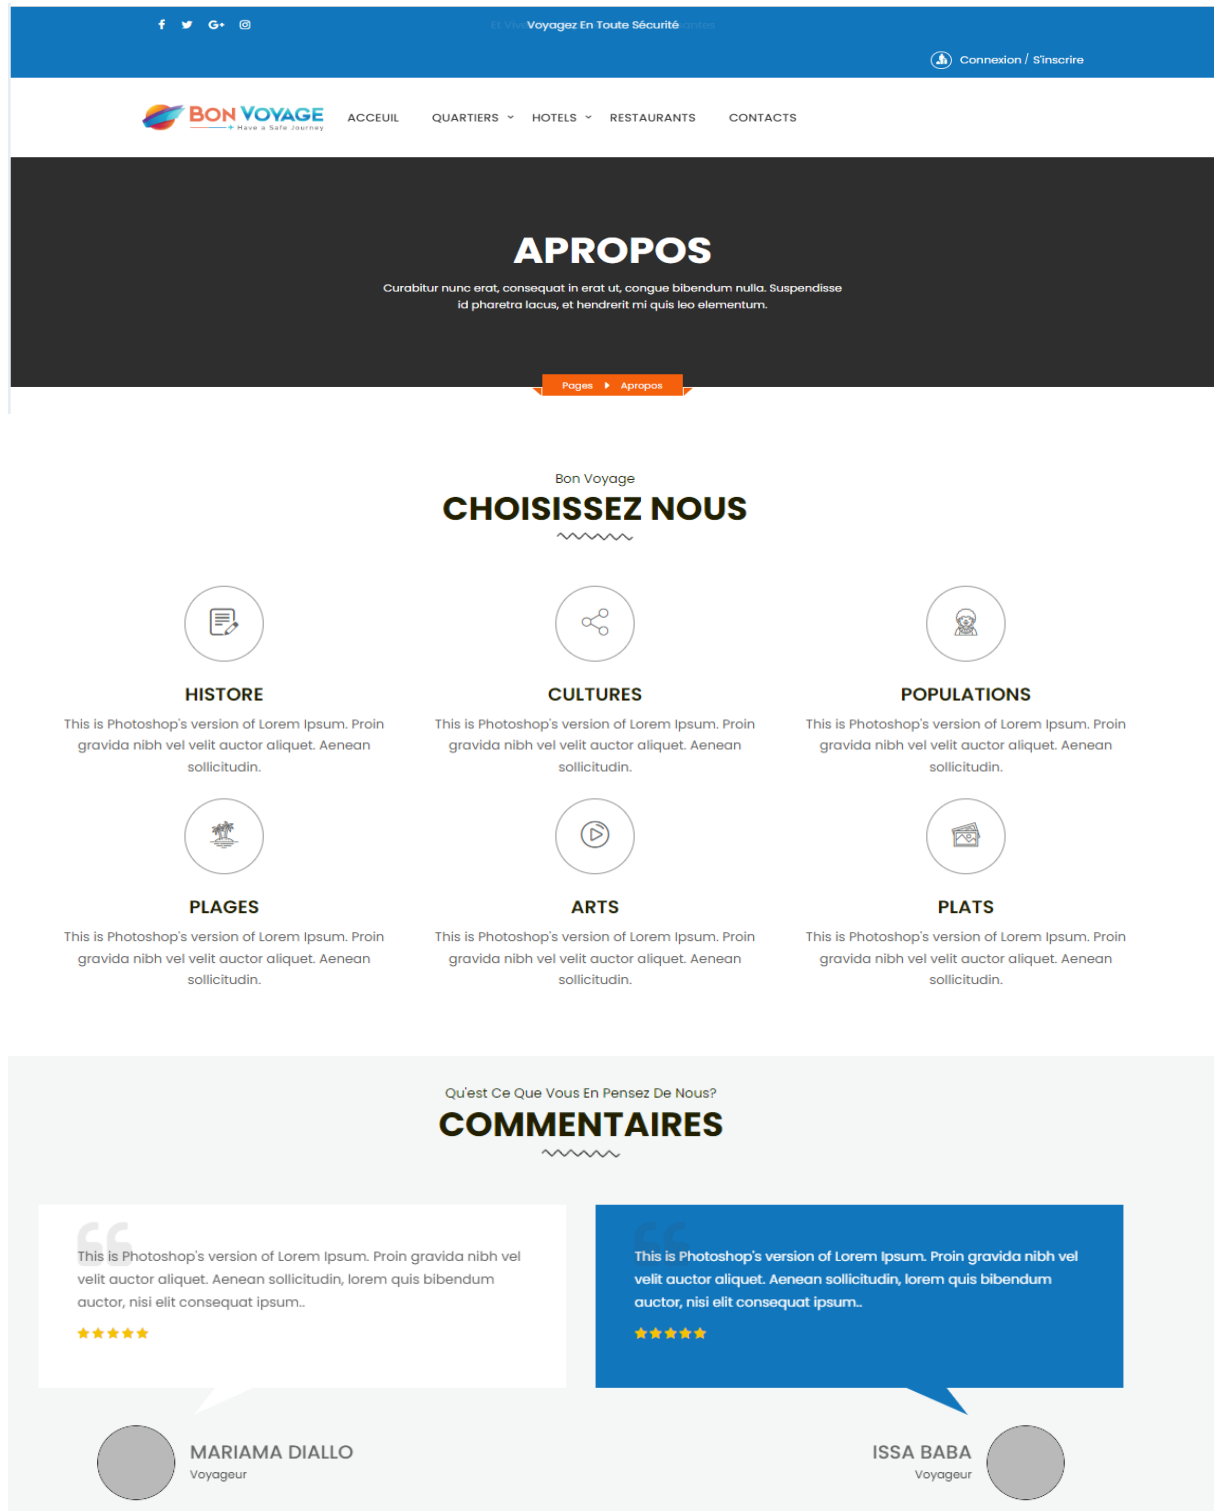 Et Vive Voyagez En Toute Sécurité antes
Connexion / S'inscrire
BON VOYAGE
Have a Safe Journey
ACCEUIL QUARTIERS HOTELS RESTAURANTS CONTACTS
APROPOS
Curabitur nunc erat, consequat in erat ut, congue bibendum nulla. Suspendisse
id pharetra lacus, et hendrerit mi quis leo elementum.
Pages Apropos
Bon Voyage
CHOISISSEZ NOUS
HISTORE
This is Photoshop's version of Lorem Ipsum. Proin
gravida nibh vel velit auctor aliquet. Aenean
sollicitudin.
CULTURES
This is Photoshop's version of Lorem Ipsum. Proin
gravida nibh vel velit auctor aliquet. Aenean
sollicitudin.
POPULATIONS
This is Photoshop's version of Lorem Ipsum. Proin
gravida nibh vel velit auctor aliquet. Aenean
sollicitudin.
PLAGES
This is Photoshop's version of Lorem Ipsum. Proin
gravida nibh vel velit auctor aliquet. Aenean
sollicitudin.
ARTS
This is Photoshop's version of Lorem Ipsum. Proin
gravida nibh vel velit auctor aliquet. Aenean
sollicitudin.
PLATS
This is Photoshop's version of Lorem Ipsum. Proin
gravida nibh vel velit auctor aliquet. Aenean
sollicitudin.
Qu'est Ce Que Vous En Pensez De Nous?
COMMENTAIRES
This is Photoshop's version of Lorem Ipsum. Proin gravida nibh vel
velit auctor aliquet. Aenean sollicitudin, lorem quis bibendum
auctor, nisi elit consequat ipsum..
MARIAMA DIALLO
Voyageur
This is Photoshop's version of Lorem Ipsum. Proin gravida nibh vel
velit auctor aliquet. Aenean sollicitudin, lorem quis bibendum
auctor, nisi elit consequat ipsum..
ISSA BABA
Voyageur